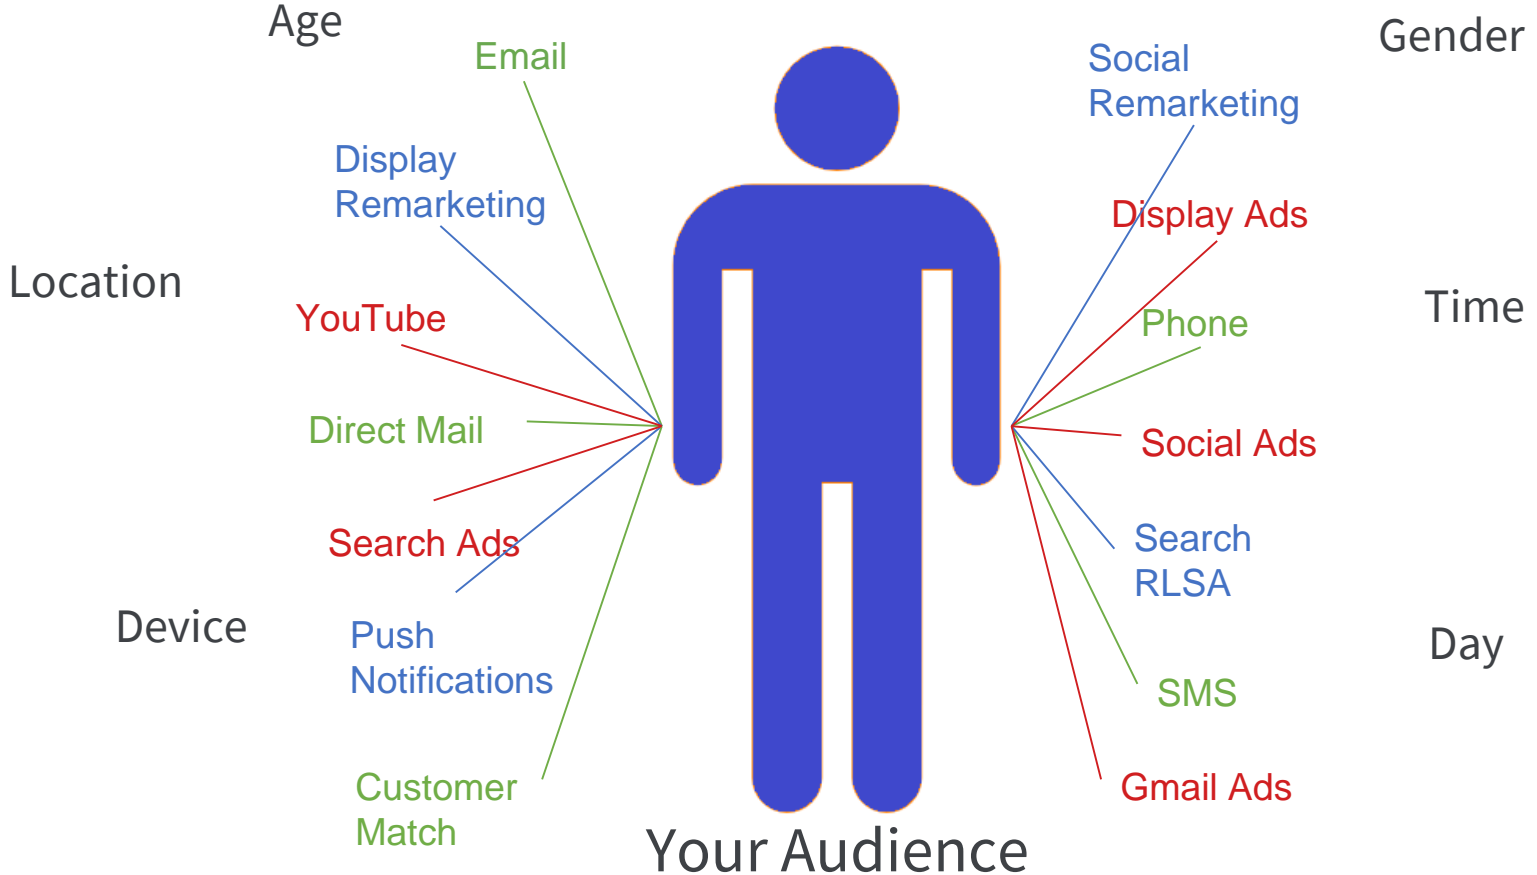 Age
Gender
Email
Social
Remarketing
Display
Remarketing
Display Ads
Location
Time
YouTube
Phone
Direct Mail
Social Ads
Search Ads
Search
RLSA
Device
Day
Push
Notifications
SMS
Customer
Match
Gmail Ads
Your Audience